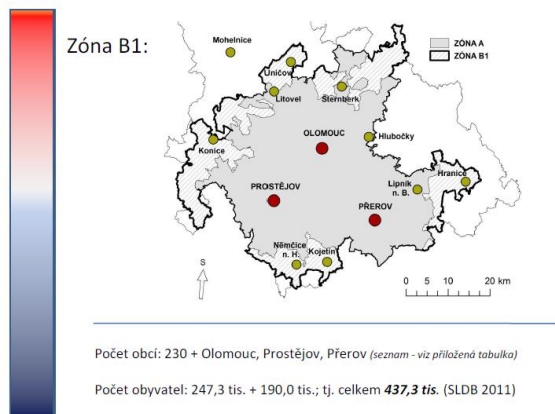 Zóna B1:
Mohelnice
ZÓNA A
ZÓNA B1
Uničov
Litovel
Šternberk
OLOMOUC
Hlubočky
Konice
Hranice
Lipník
n. B.
PROSTĚJOV
PŘEROV
Němčice
n. H.
Kojetín
S
0 5 10 20 km
Počet obcí: 230 + Olomouc, Prostějov, Přerov (seznam - viz přiložená tabulka)
Počet obyvatel: 247,3 tis. + 190,0 tis.; tj. celkem 437,3 tis. (SLDB 2011)